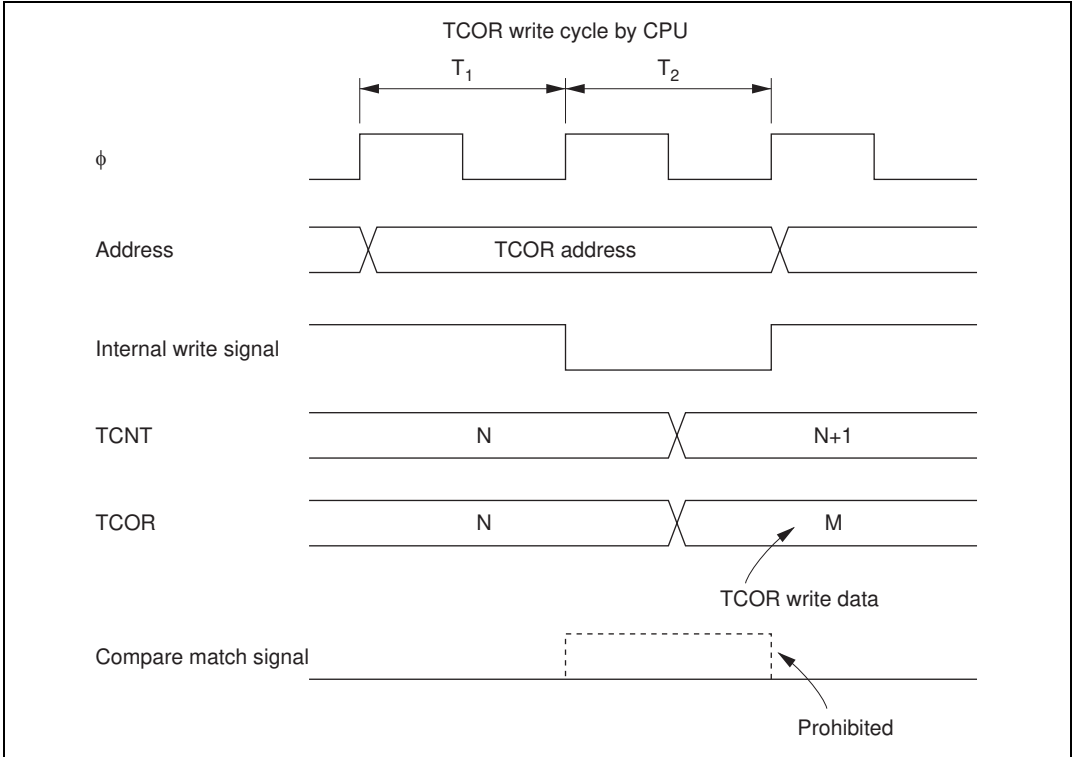 TCOR write cycle by CPU
T1 T2
ϕ
Address TCOR address
Internal write signal
TCNT N N+1
TCOR N M
TCOR write data
Compare match signal
Prohibited